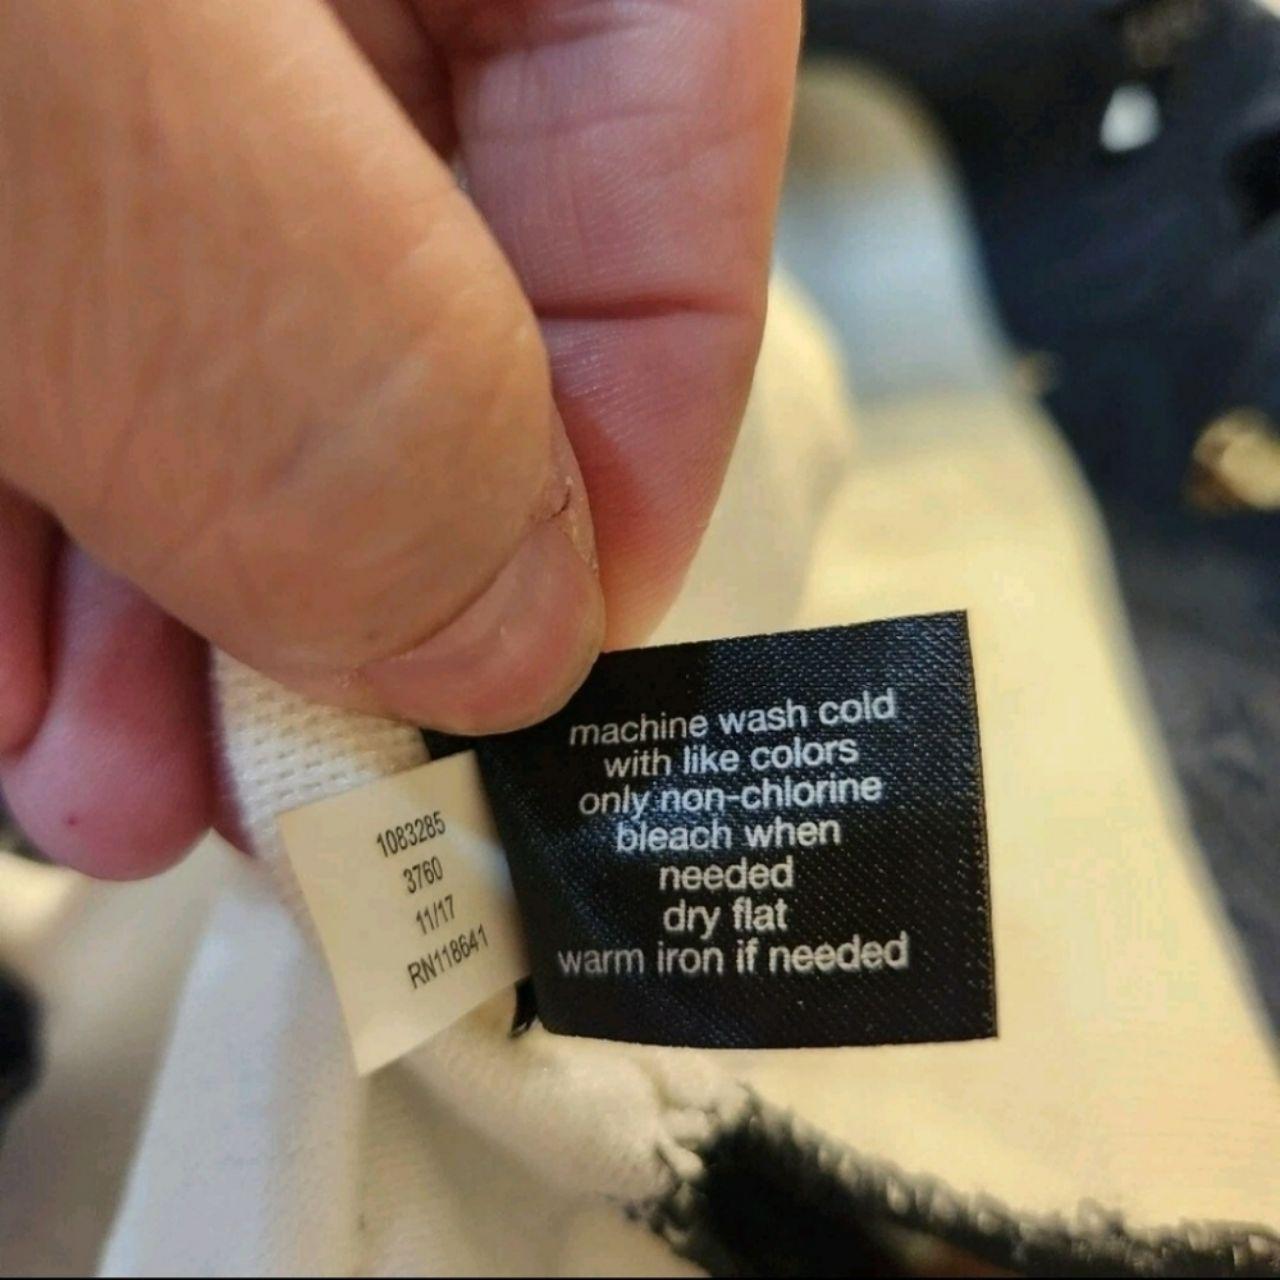 1083285
3760
11/17
RN118641
machine wash cold
with like colors
only non-chlorine
bleach when
needed
dry flat
warm iron if needed